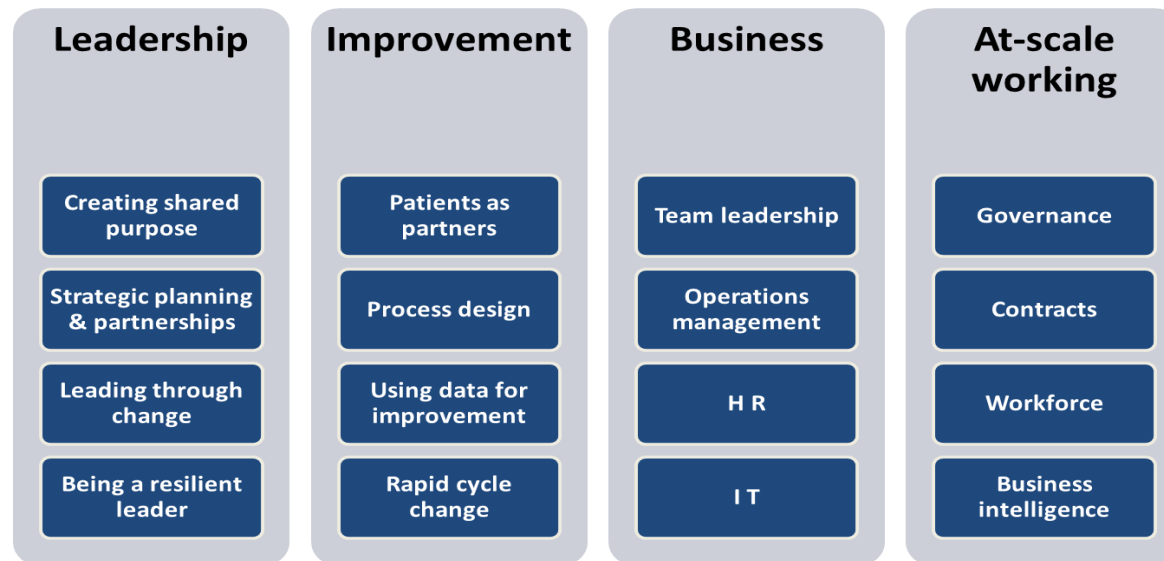 Leadership
Creating shared
purpose
Strategic planning
& partnerships
Leading through
change
Being a resilient
leader
Improvement
Patients as
partners
Process design
Using data for
improvement
Rapid cycle
change
Business
Team leadership
Operations
management
H R
I T
At-scale
working
Governance
Contracts
Workforce
Business
intelligence